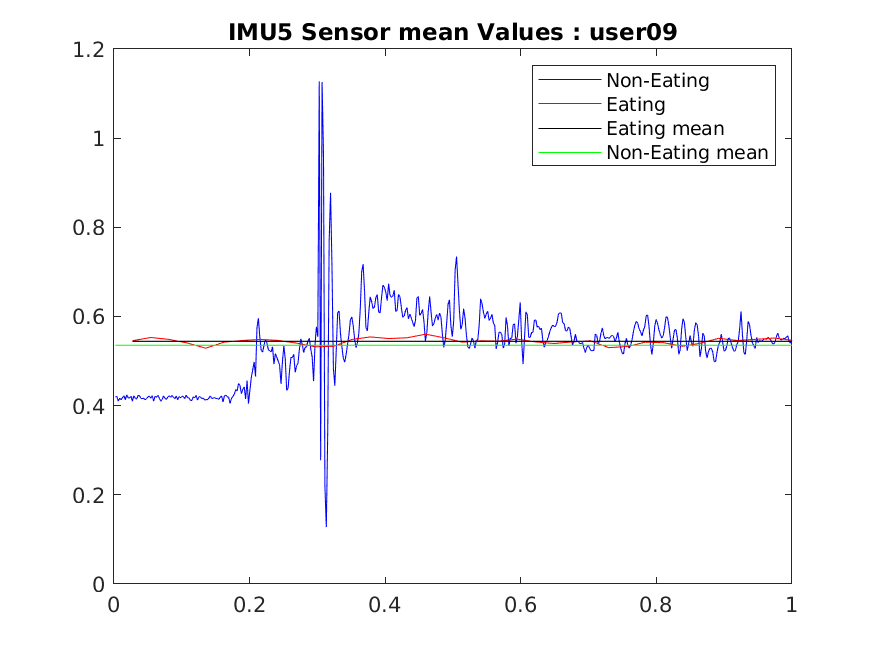 IMU5 Sensor mean Values : user09
1.2
1
0.8
0.6
0.4
0.2
0
0 0.2 0.4 0.6 0.8 1
Non-Eating
Eating
Eating mean
Non-Eating mean